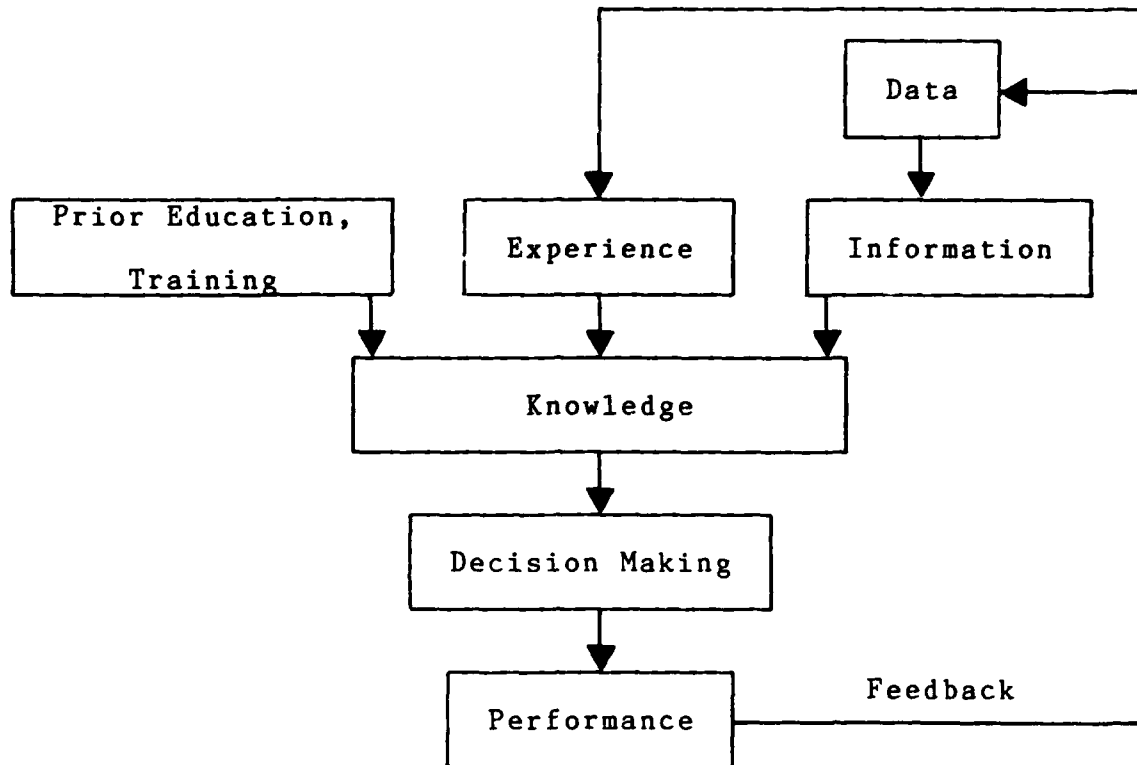 Data
Prior Education,
Training
Experience
Information
Knowledge
Decision Making
Feedback
Performance